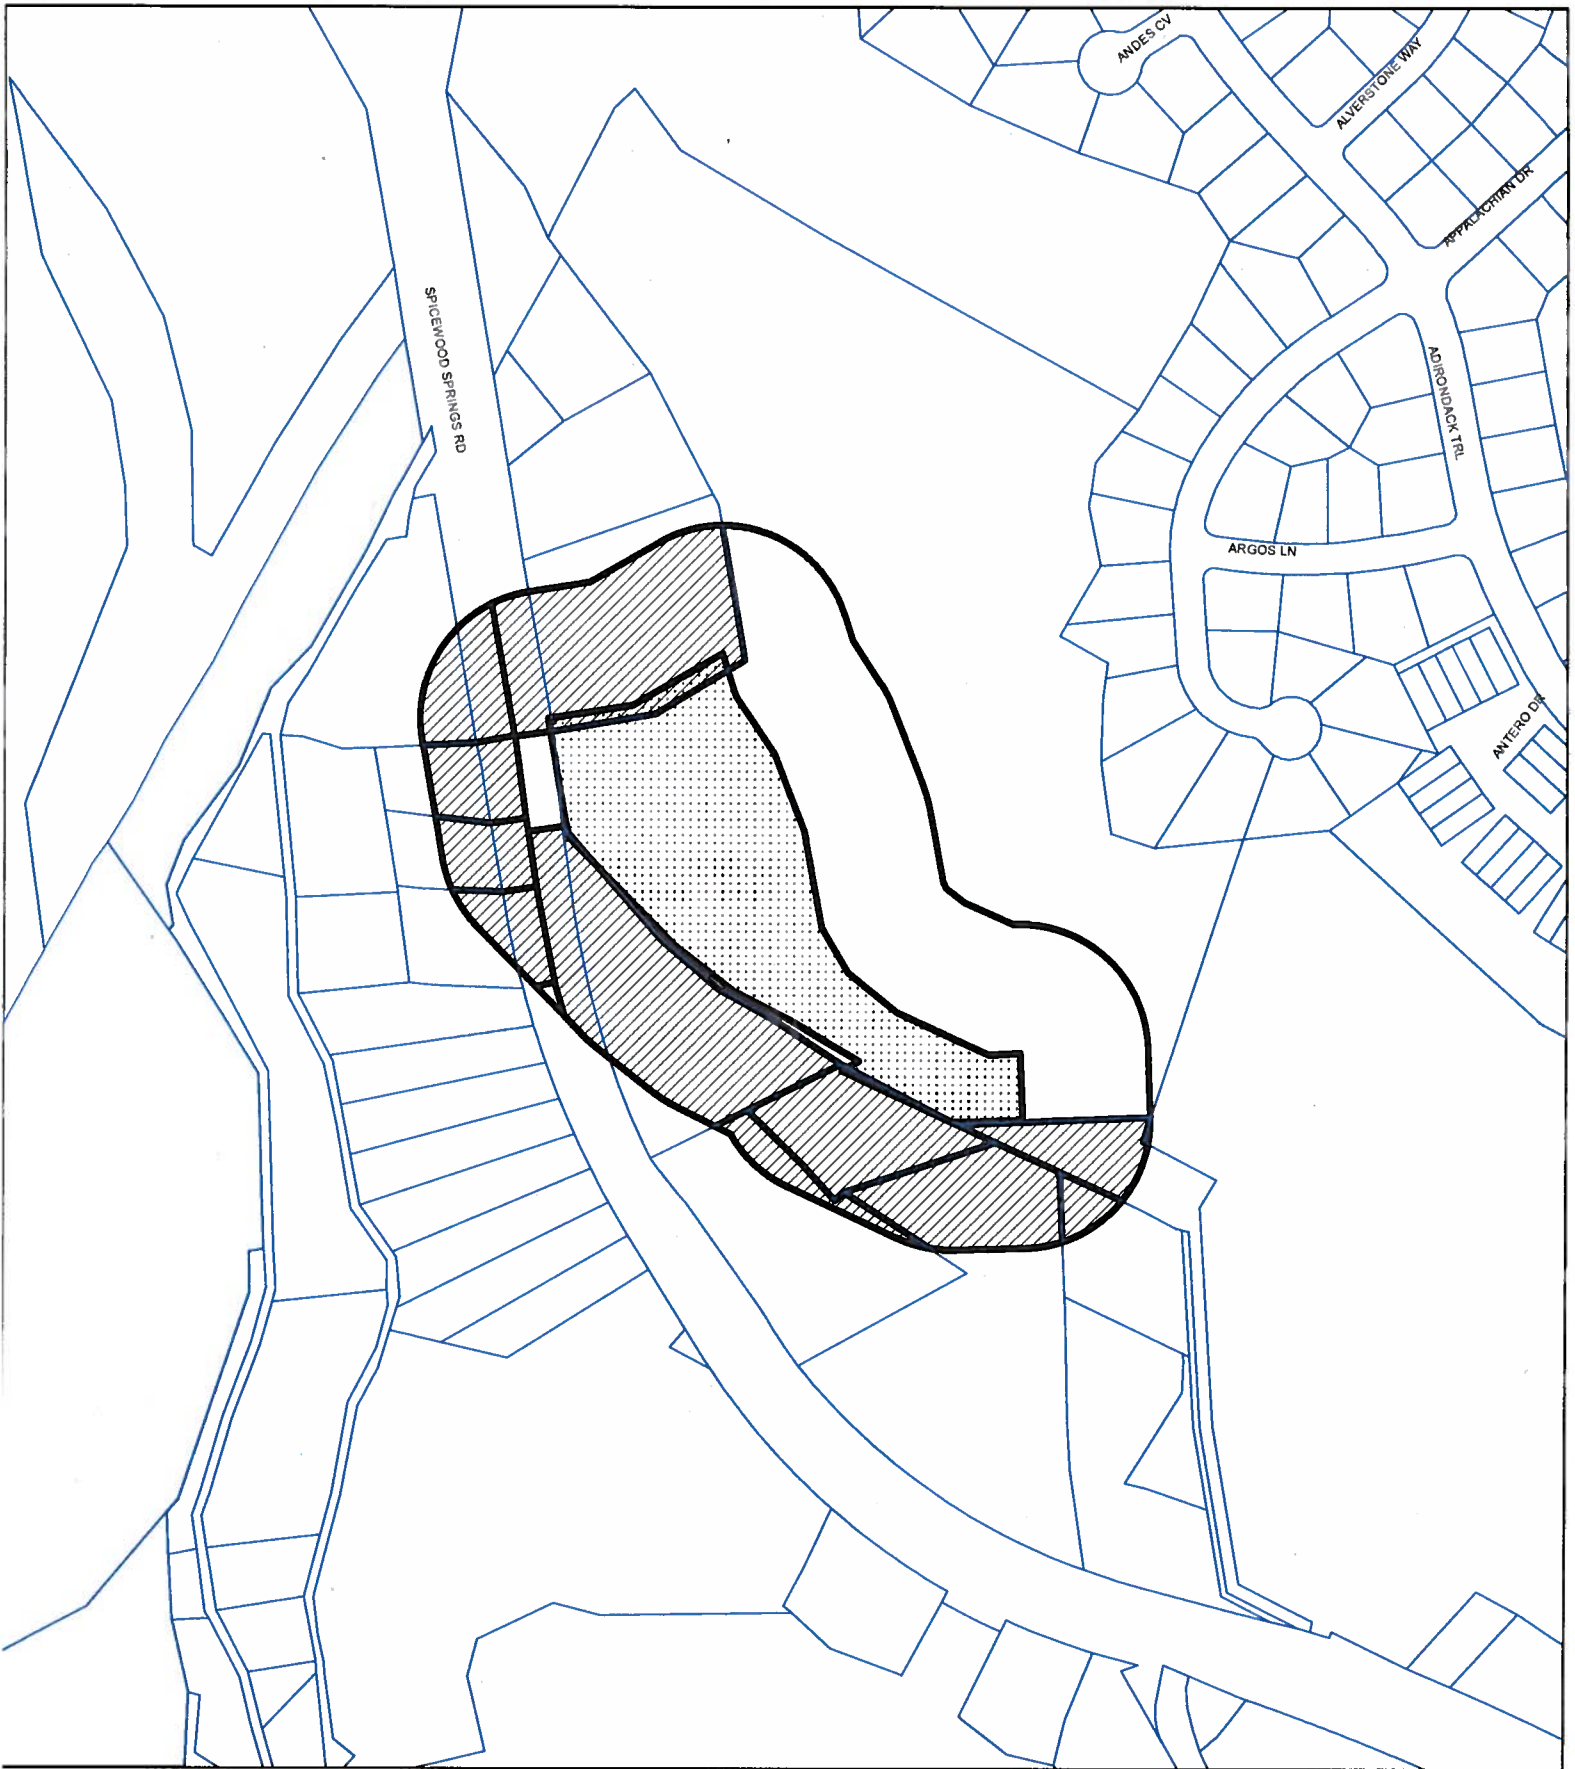 ANDES CV
ALVERSTONE WAY
APPALACHIAN DR
SPICEWOOD SPRINGS RD
ADIRONDACK TRL
ARGOS LN
ANTERO DR